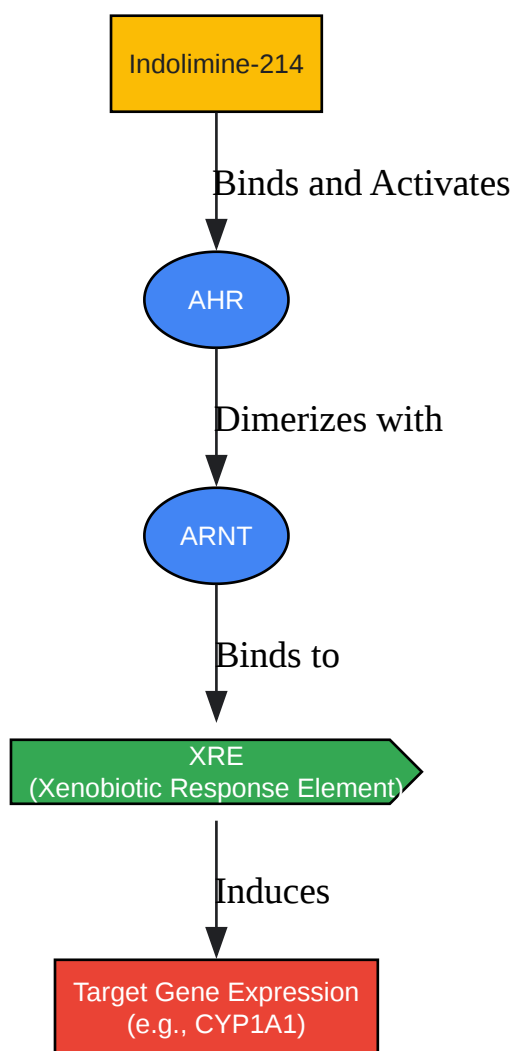 Indolimine-214
Binds and Activates
AHR
Dimerizes with
ARNT
Binds to
XRE
(Xenobiotic Response Element)
Induces
Target Gene Expression
(e.g., CYP1A1)